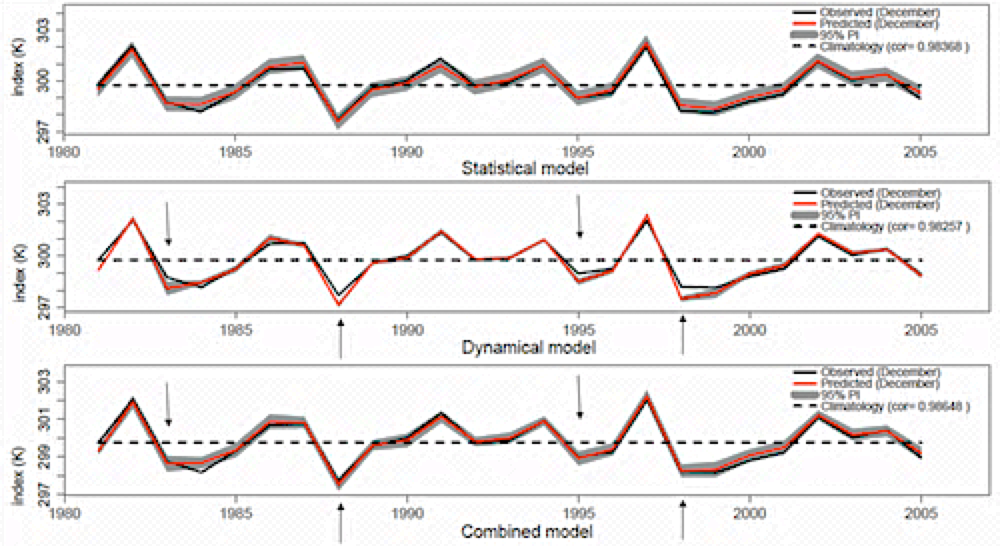 Observed (December)
Predicted (December)
95% PI
Climatology (cor= 0.98368 )
index (K)
303
300
297
1980
1985
1990
1995
2000
2005
Statistical model
Observed (December)
Predicted (December)
95% PI
Climatology (cor= 0.98257 )
index (K)
303
300
297
1980
1985
1990
1995
2000
2005
Dynamical model
Observed (December)
Predicted (December)
95% PI
Climatology (cor= 0.98648 )
index (K)
303
301
299
297
1980
1985
1990
1995
2000
2005
Combined model